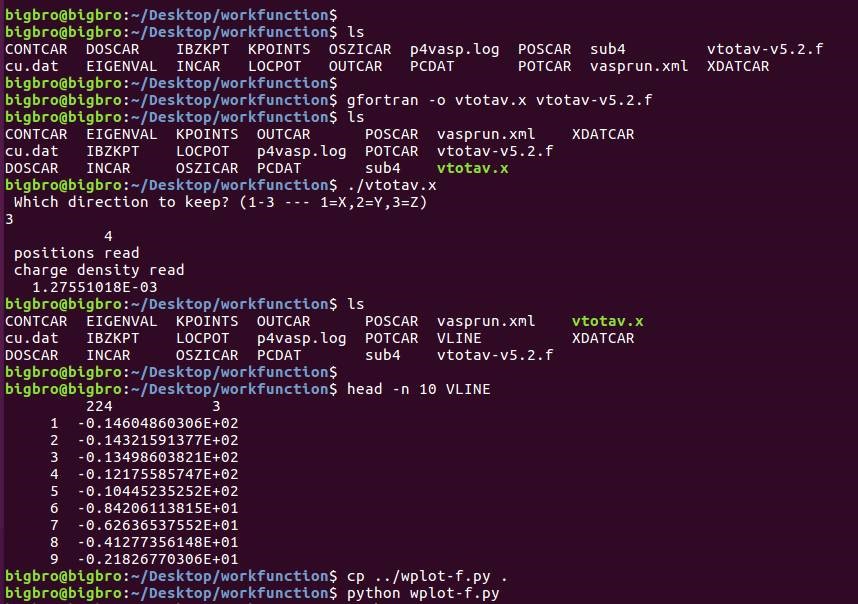 bigbro@bigbro:~/Desktop/workfunction$
bigbro@bigbro:~/Desktop/workfunction$ ls
CONTCAR  DOSCAR    IBZKPT  KPOINTS  OSZICAR  p4vasp.log  POSCAR  sub4         vtotav-v5.2.f
cu.dat   EIGENVAL  INCAR   LOCPOT   OUTCAR   PCDAT       POTCAR  vasprun.xml  XDATCAR
bigbro@bigbro:~/Desktop/workfunction$
bigbro@bigbro:~/Desktop/workfunction$ gfortran -o vtotav.x vtotav-v5.2.f
bigbro@bigbro:~/Desktop/workfunction$ ls
CONTCAR  EIGENVAL  KPOINTS  OUTCAR      POSCAR  vasprun.xml    XDATCAR
cu.dat   IBZKPT    LOCPOT   p4vasp.log  POTCAR  vtotav-v5.2.f
DOSCAR   INCAR     OSZICAR  PCDAT       sub4    vtotav.x
bigbro@bigbro:~/Desktop/workfunction$ ./vtotav.x
 Which direction to keep? (1-3 --- 1=X,2=Y,3=Z)
3
           4
 positions read
 charge density read
   1.27551018E-03
bigbro@bigbro:~/Desktop/workfunction$ ls
CONTCAR  EIGENVAL  KPOINTS  OUTCAR      POSCAR  vasprun.xml    vtotav.x
cu.dat   IBZKPT    LOCPOT   p4vasp.log  POTCAR  VLINE          XDATCAR
DOSCAR   INCAR     OSZICAR  PCDAT       sub4    vtotav-v5.2.f
bigbro@bigbro:~/Desktop/workfunction$
bigbro@bigbro:~/Desktop/workfunction$ head -n 10 VLINE
         224           3
     1  -0.14604860306E+02
     2  -0.14321591377E+02
     3  -0.13498603821E+02
     4  -0.12175585747E+02
     5  -0.10445235252E+02
     6  -0.84206113815E+01
     7  -0.62636537552E+01
     8  -0.41277356148E+01
     9  -0.21826770306E+01
bigbro@bigbro:~/Desktop/workfunction$ cp ../wplot-f.py .
bigbro@bigbro:~/Desktop/workfunction$ python wplot-f.py